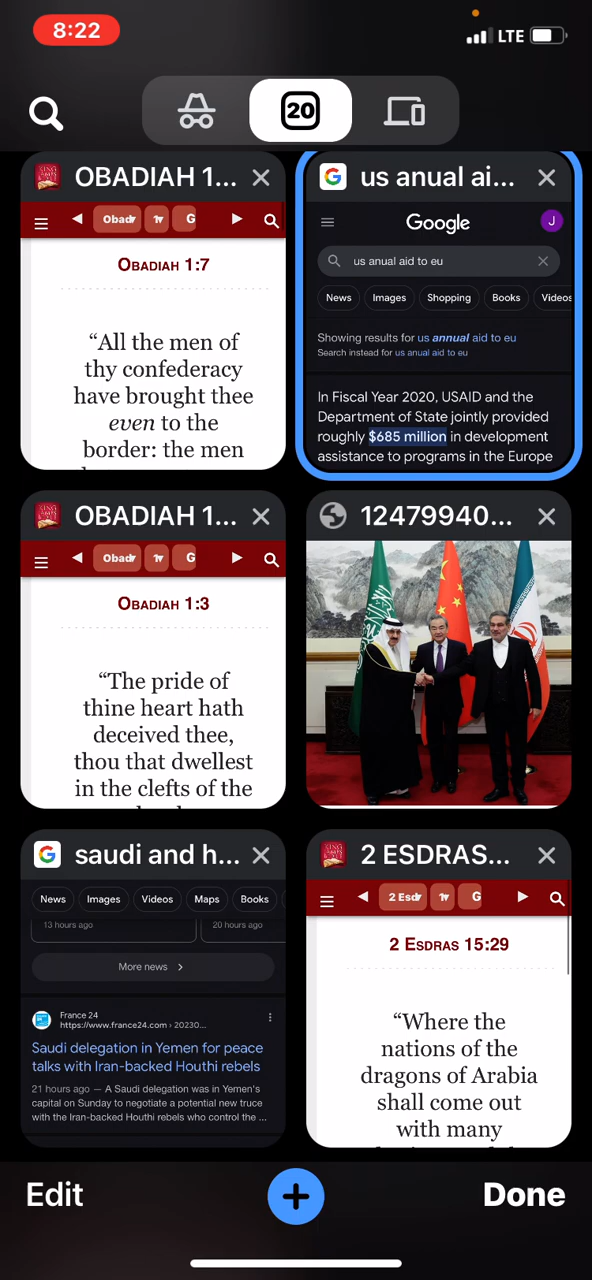 8:22
LTE
20
OBADIAH 1...
Obadr
1v
G
OBADIAH 1:7
“All the men of
thy confederacy
have brought thee
even to the
border: the men
us anual ai...
Google
J
us anual aid to eu
News
Images
Shopping
Books
Videos
Showing results for us annual aid to eu
Search instead for us anual aid to eu
In Fiscal Year 2020, USAID and the
Department of State jointly provided
roughly $685 million in development
assistance to programs in the Europe
OBADIAH 1...
Obadr
1v
G
OBADIAH 1:3
“The pride of
thine heart hath
deceived thee,
thou that dwellest
in the clefts of the
12479940...
saudi and h...
News
Images
Videos
Maps
Books
13 hours ago
20 hours ago
More news
France 24
https://www.france24.com › 20230...
Saudi delegation in Yemen for peace
talks with Iran-backed Houthi rebels
21 hours ago — A Saudi delegation was in Yemen's
capital on Sunday to negotiate a potential new truce
with the Iran-backed Houthi rebels who control the ...
2 ESDRAS...
2 Esdr
1v
G
2 ESDRAS 15:29
“Where the
nations of the
dragons of Arabia
shall come out
with many
Edit
Done